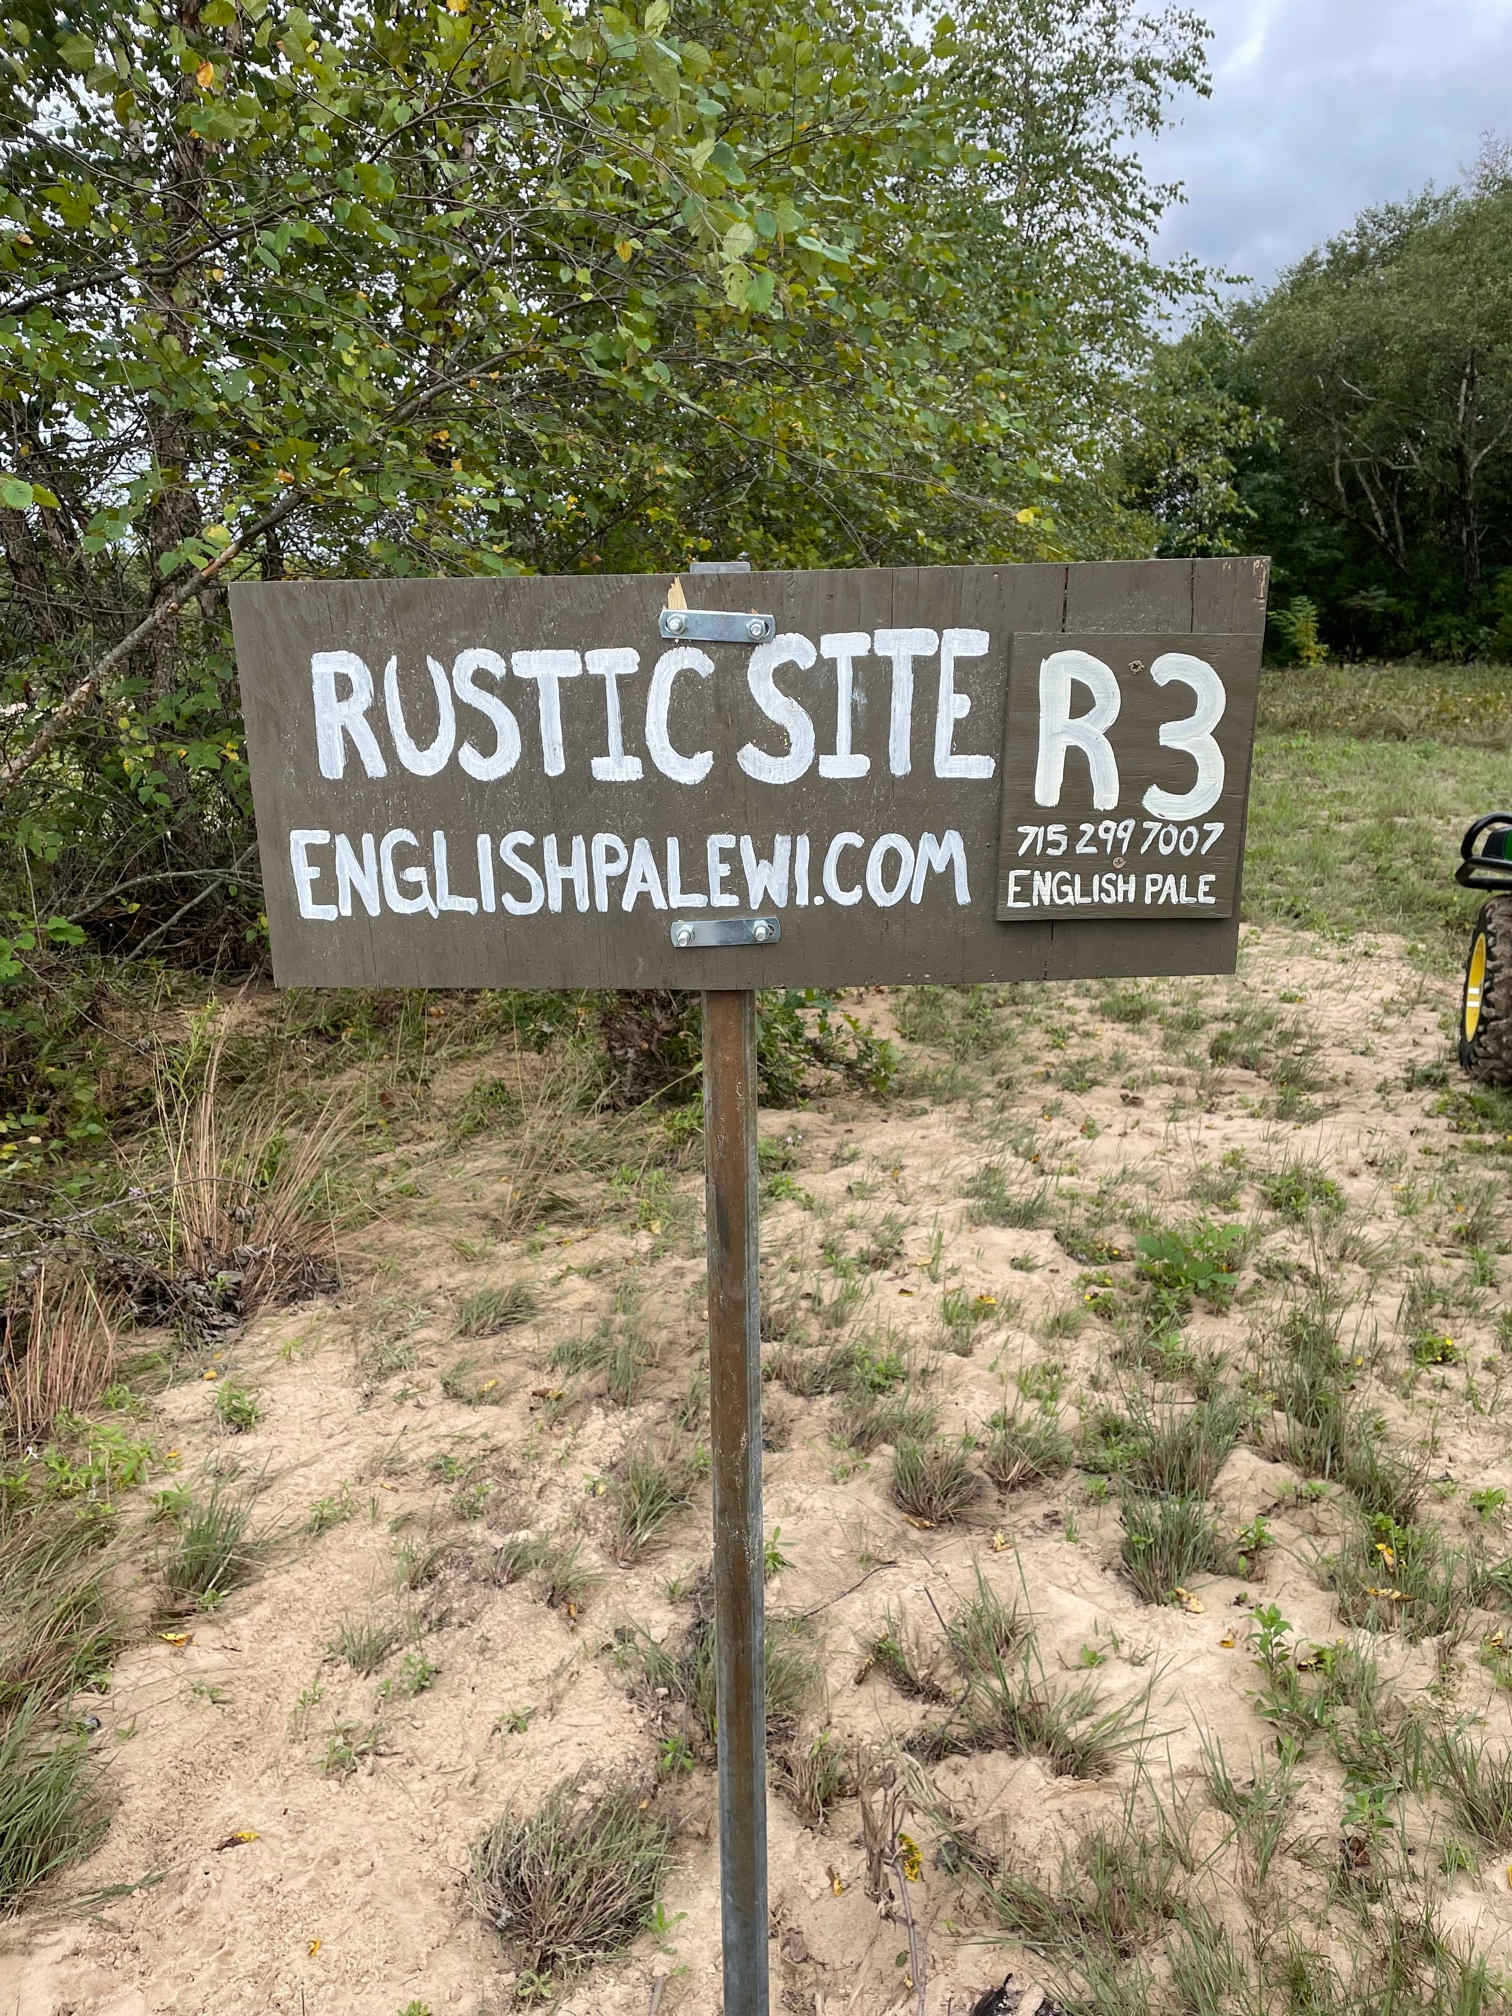 RUSTIC SITE
ENGLISHPALEWI.COM
R3
715 299 7007
ENGLISH PALE